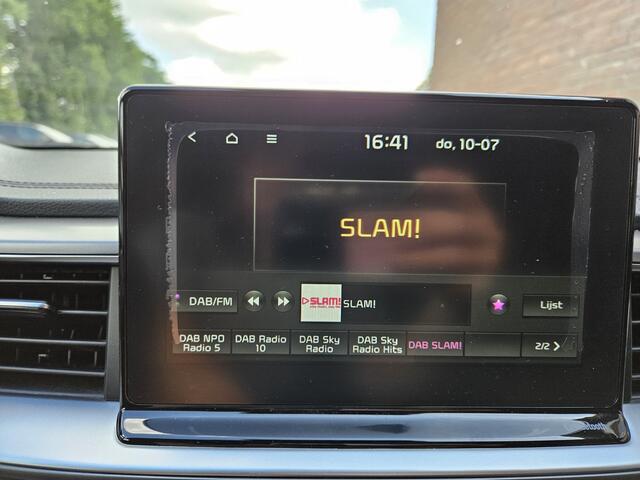 16:41 do, 10-07
SLAM!
DAB/FM SLAM! SLAM! Lijst
DAB NPO Radio 5
DAB Radio 10
DAB Sky Radio
DAB Sky Radio Hits
DAB SLAM!
2/2